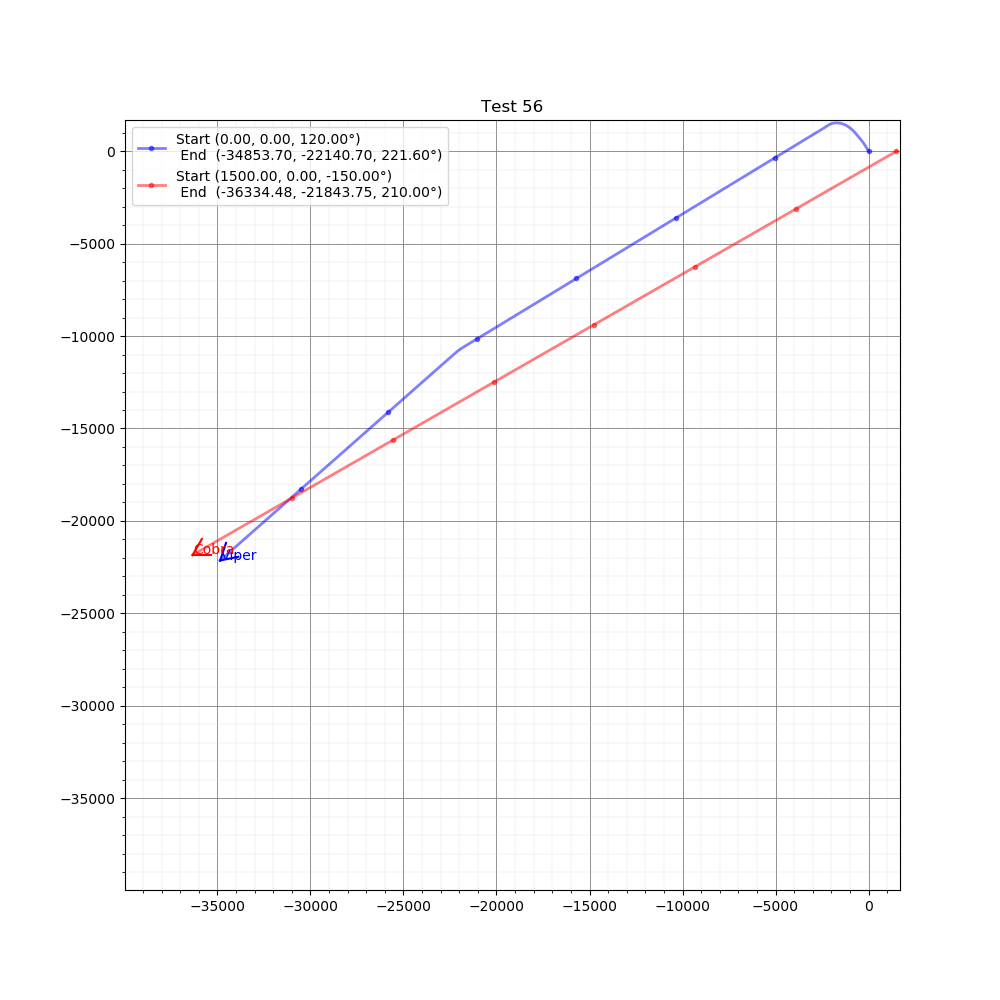 Test 56
Start (0.00, 0.00, 120.00°)
End (-34853.70, -22140.70, 221.60°)
Start (1500.00, 0.00, -150.00°)
End (-36334.48, -21843.75, 210.00°)
0
−5000
−10000
−15000
−20000
−25000
−30000
−35000
Cobra
Viper
−35000 −30000 −25000 −20000 −15000 −10000 −5000 0